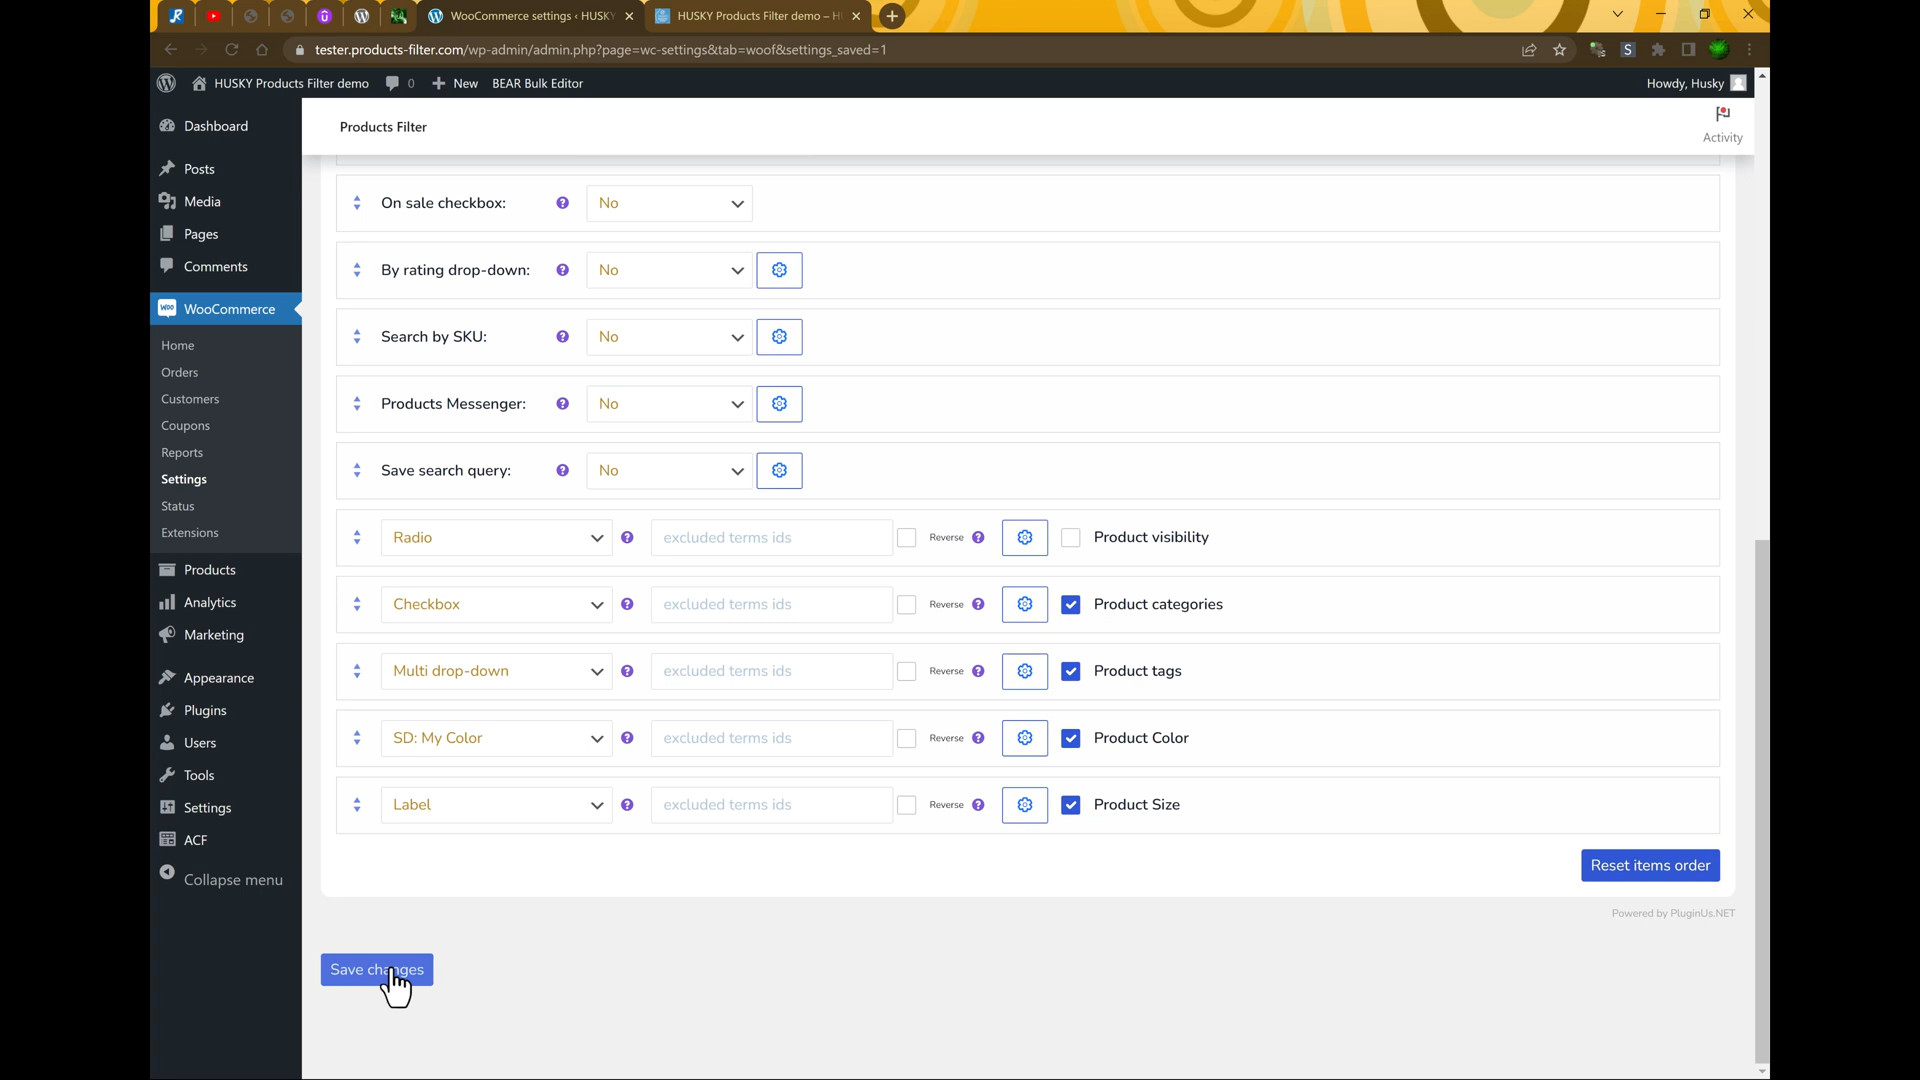 WooCommerce settings ‹ HUSKY
HUSKY Products Filter demo – H
tester.products-filter.com/wp-admin/admin.php?page=wc-settings&tab=woof&settings_saved=1
HUSKY Products Filter demo
0
New
BEAR Bulk Editor
Howdy, Husky
Dashboard
Posts
Media
Pages
Comments
WooCommerce
Home
Orders
Customers
Coupons
Reports
Settings
Status
Extensions
Products
Analytics
Marketing
Appearance
Plugins
Users
Tools
Settings
ACF
Collapse menu
Products Filter
Activity
On sale checkbox: ? No
By rating drop-down: ? No
Search by SKU: ? No
Products Messenger: ? No
Save search query: ? No
Radio ? excluded terms ids Reverse ? Product visibility
Checkbox ? excluded terms ids Reverse ? Product categories
Multi drop-down ? excluded terms ids Reverse ? Product tags
SD: My Color ? excluded terms ids Reverse ? Product Color
Label ? excluded terms ids Reverse ? Product Size
Reset items order
Powered by PluginUs.NET
Save changes